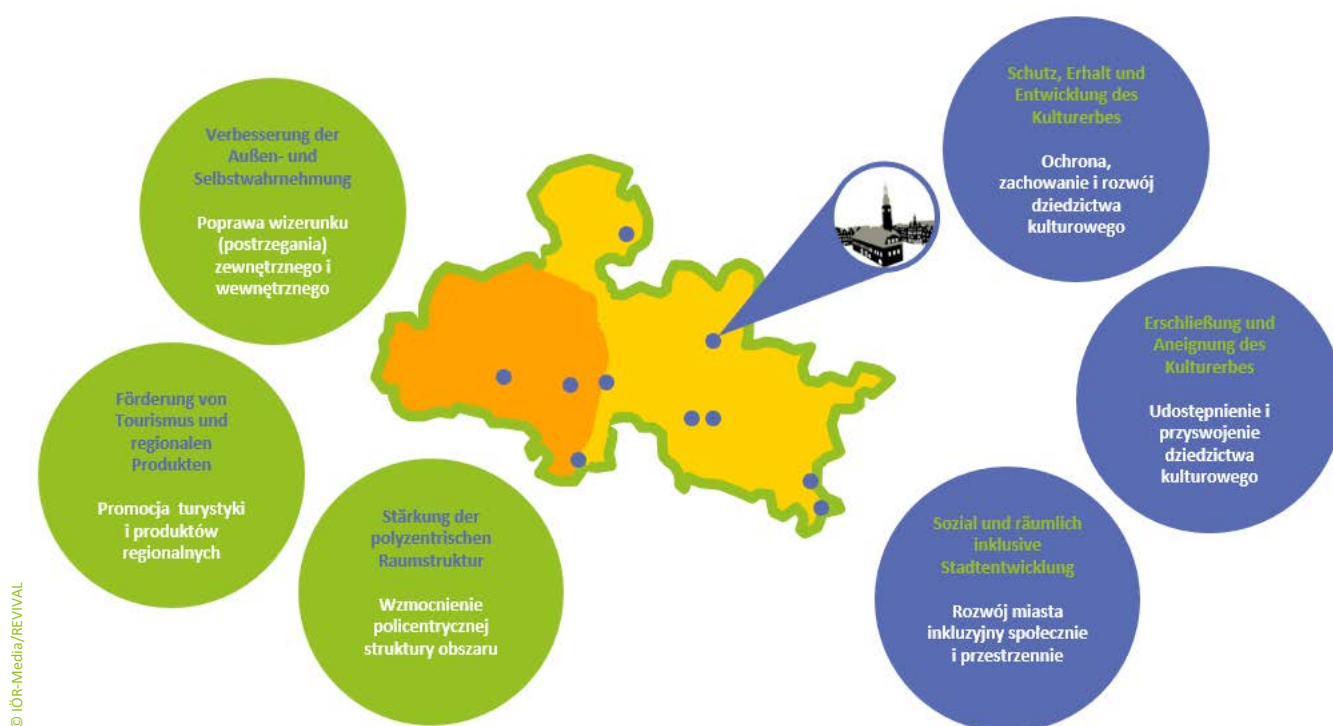 Verbesserung der
Außen- und
Selbstwahrnehmung
Poprawa wizerunku
(postrzegania)
zewnętrznego i
wewnętrznego
Förderung von
Tourismus und
regionalen
Produkten
Promocja turystyki
i produktów
regionalnych
Stärkung der
polyzentrischen
Raumstruktur
Wzmocnienie
policentrycznej
struktury obszaru
Schutz, Erhalt und
Entwicklung des
Kulturerbes
Ochrona,
zachowanie i rozwój
dziedzictwa
kulturowego
Erschließung und
Aneignung des
Kulturerbes
Udostępnienie i
przyswojenie
dziedzictwa
kulturowego
Sozial und räumlich
inklusive
Stadtentwicklung
Rozwój miasta
inkluzyjny społecznie
i przestrzennie
© IÖR-Media/REVIVAL